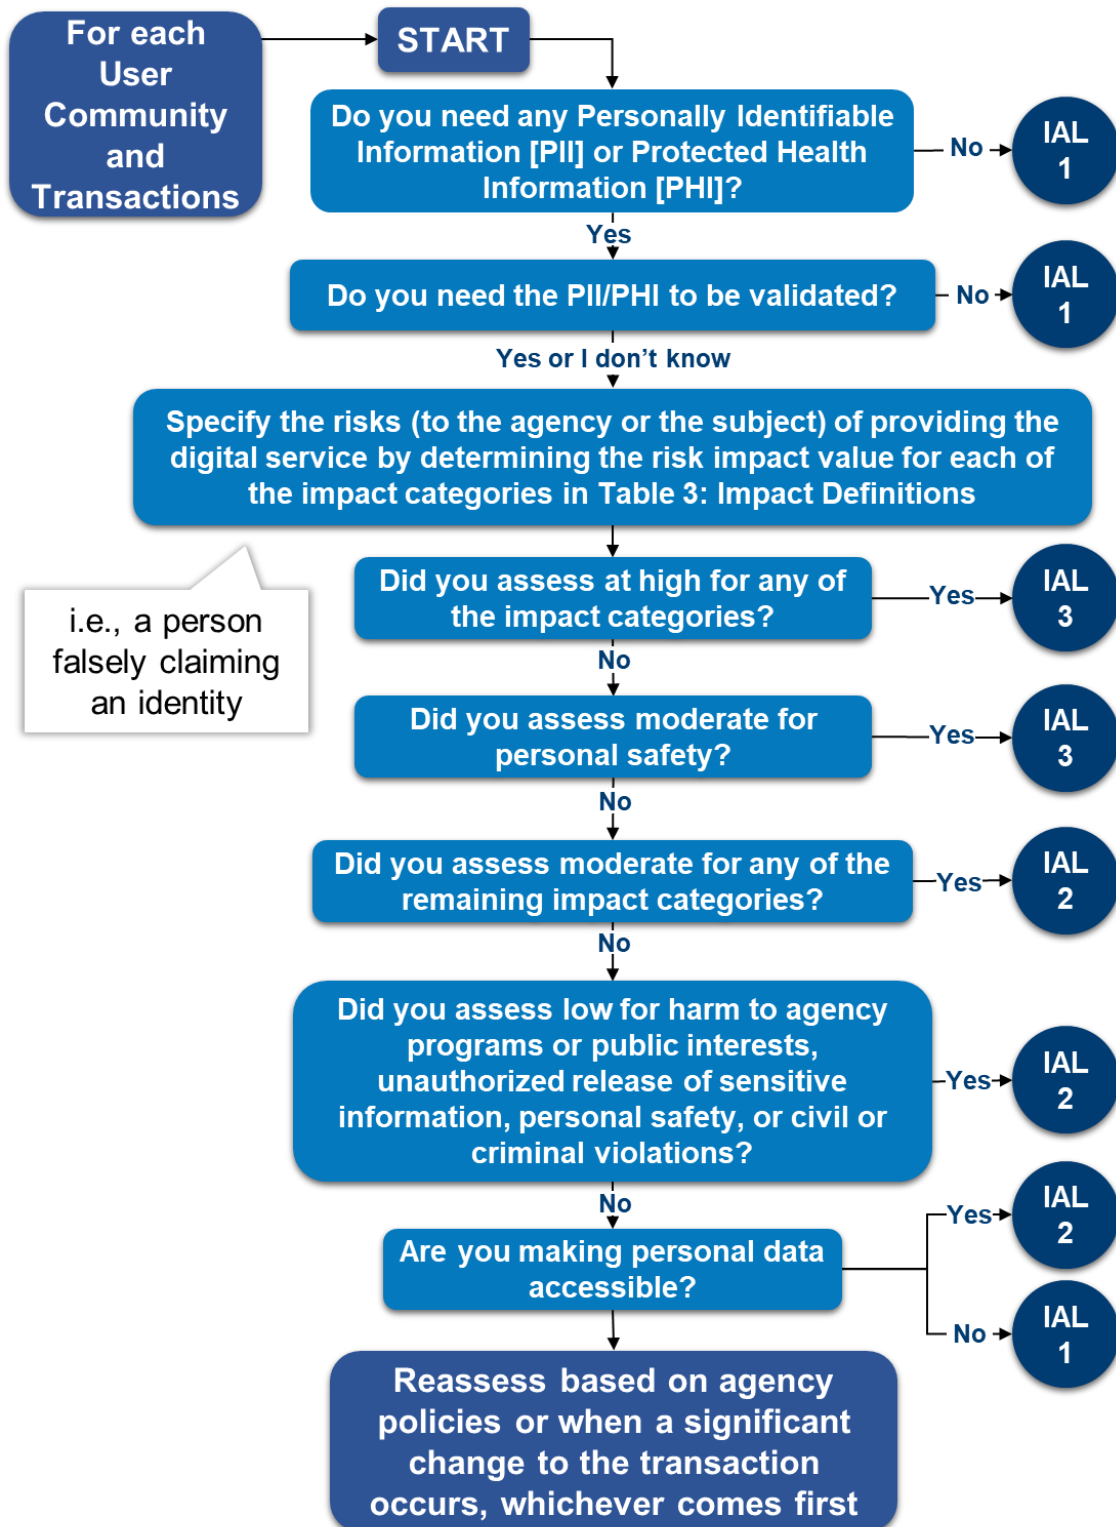 For each
User
Community
and
Transactions
START
Do you need any Personally Identifiable
Information [PII] or Protected Health
Information [PHI]?
No
IAL
1
Yes
Do you need the PII/PHI to be validated?
No
IAL
1
Yes or I don't know
Specify the risks (to the agency or the subject) of providing the
digital service by determining the risk impact value for each of
the impact categories in Table 3: Impact Definitions
i.e., a person
falsely claiming
an identity
Did you assess at high for any of
the impact categories?
Yes
IAL
3
No
Did you assess moderate for
personal safety?
Yes
IAL
3
No
Did you assess moderate for any of the
remaining impact categories?
Yes
IAL
2
No
Did you assess low for harm to agency
programs or public interests,
unauthorized release of sensitive
information, personal safety, or civil or
criminal violations?
Yes
IAL
2
No
Are you making personal data
accessible?
Yes
IAL
2
No
IAL
1
Reassess based on agency
policies or when a significant
change to the transaction
occurs, whichever comes first